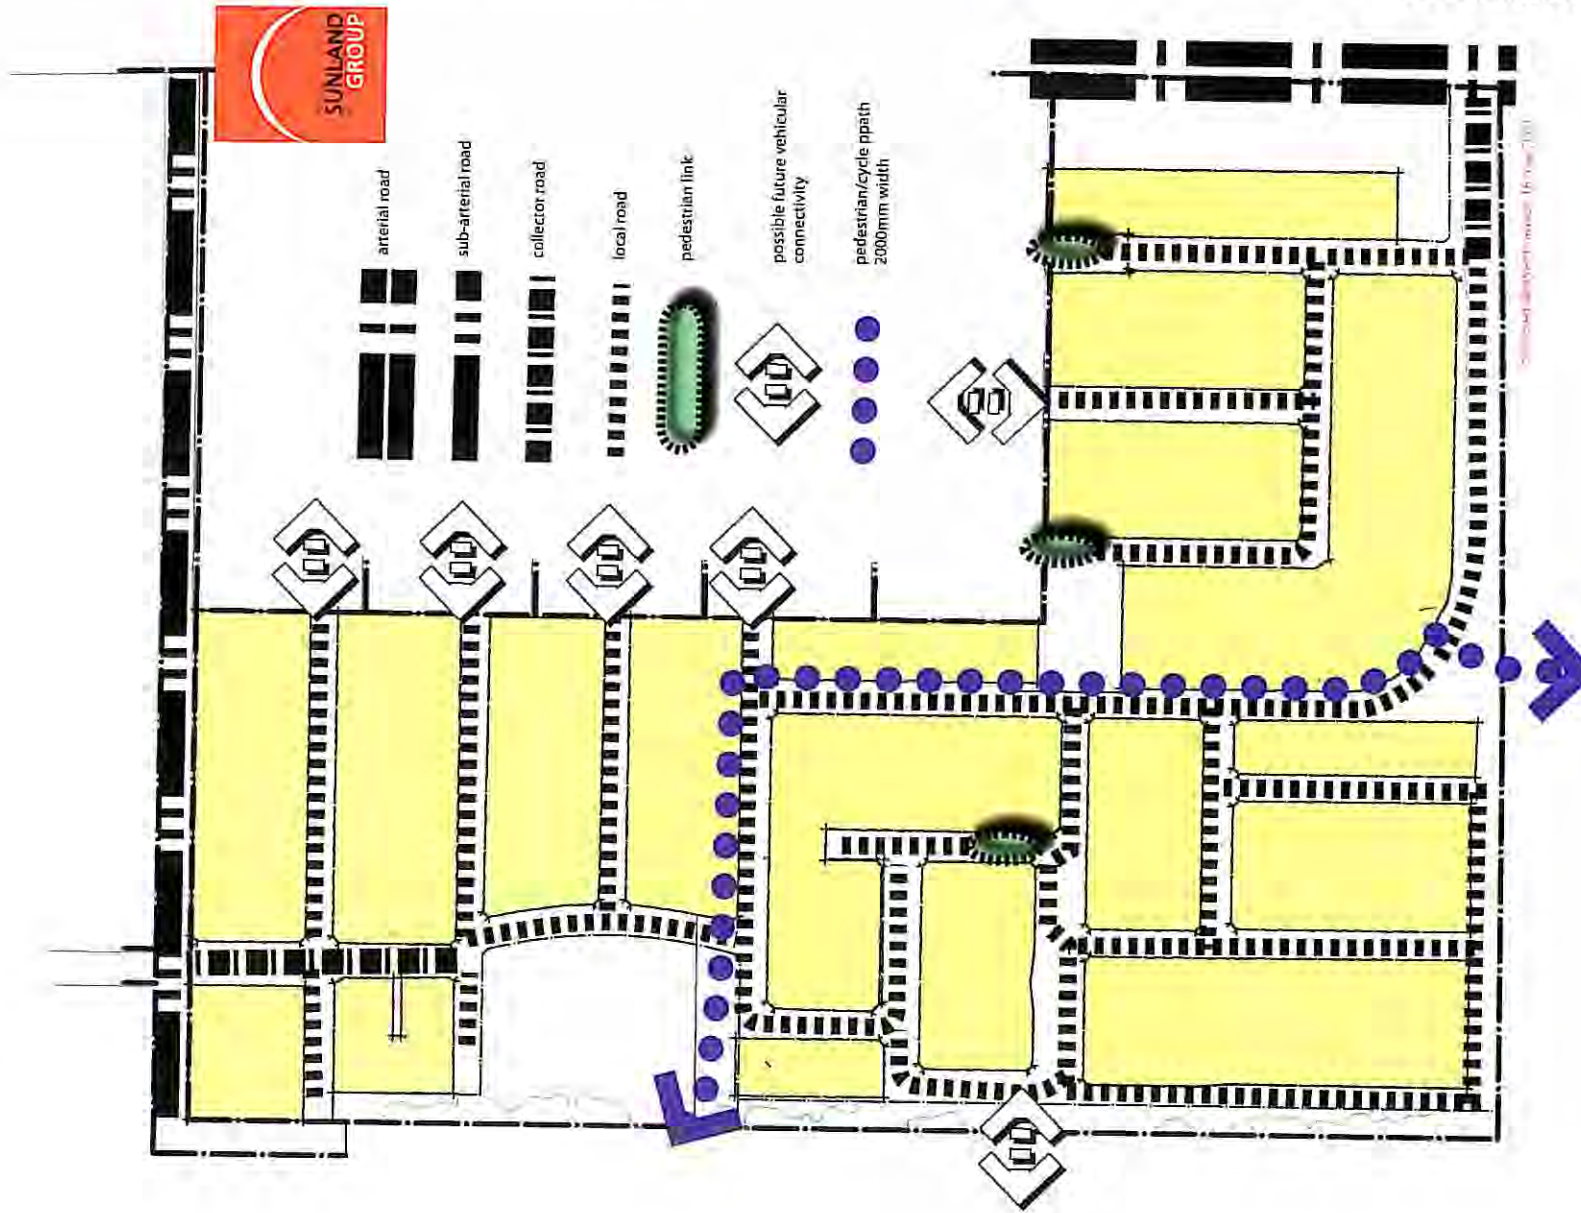 SUNLAND
GROUP
arterial road
sub-arterial road
collector road
local road
pedestrian link
possible future vehicular
connectivity
pedestrian/cycle ppath
2000mm width